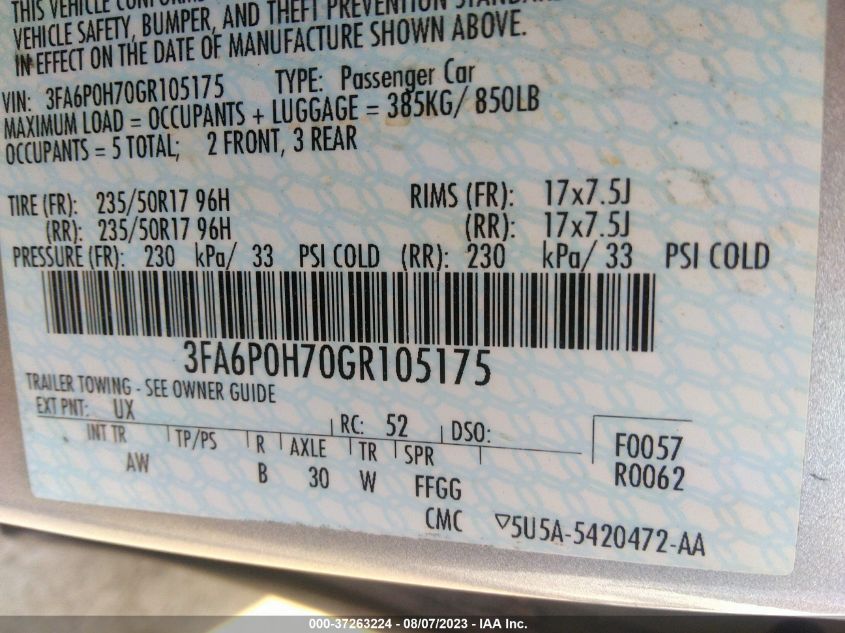 THIS VEHICLE CONFORMS
VEHICLE SAFETY, BUMPER, AND THEFT PREVENTION STANDAR
IN EFFECT ON THE DATE OF MANUFACTURE SHOWN ABOVE.
VIN: 3FA6P0H70GR105175 TYPE: Passenger Car
MAXIMUM LOAD = OCCUPANTS + LUGGAGE = 385KG/ 850LB
OCCUPANTS = 5 TOTAL; 2 FRONT, 3 REAR
TIRE (FR): 235/50R17 96H RIMS (FR): 17x7.5J
(RR): 235/50R17 96H (RR): 17x7.5J
PRESSURE (FR): 230 kPa/ 33 PSI COLD (RR): 230 kPa/ 33 PSI COLD
3FA6P0H70GR105175
TRAILER TOWING - SEE OWNER GUIDE
EXT PNT: UX RC: 52 DSO:
INT TR TP/PS R AXLE TR SPR F0057
AW B 30 W FFGG R0062
CMC ▽5U5A-5420472-AA
000-37263224 - 08/07/2023 - IAA Inc.